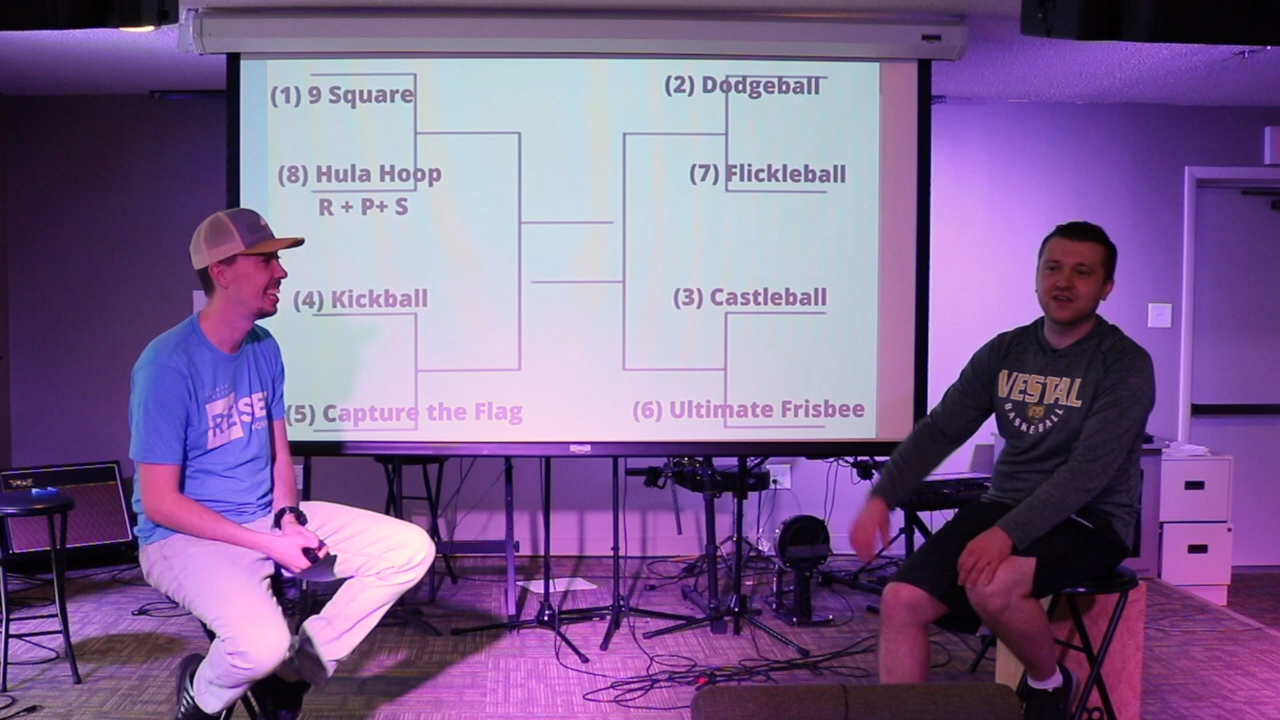 (1) 9 Square
(8) Hula Hoop
R + P+ S
(4) Kickball
(5) Capture the Flag
(2) Dodgeball
(7) Flickleball
(3) Castleball
(6) Ultimate Frisbee
VESTAL
BASKETBALL